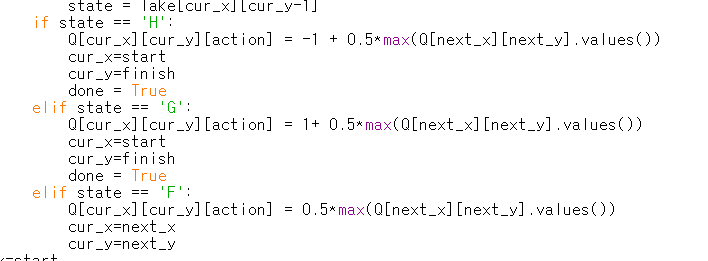 state = lake[cur_x][cur_y-1]
if state == 'H':
Q[cur_x][cur_y][action] = -1 + 0.5*max(Q[next_x][next_y].values())
cur_x=start
cur_y=finish
done = True
elif state == 'G':
Q[cur_x][cur_y][action] = 1+ 0.5*max(Q[next_x][next_y].values())
cur_x=start
cur_y=finish
done = True
elif state == 'F':
Q[cur_x][cur_y][action] = 0.5*max(Q[next_x][next_y].values())
cur_x=next_x
cur_y=next_y